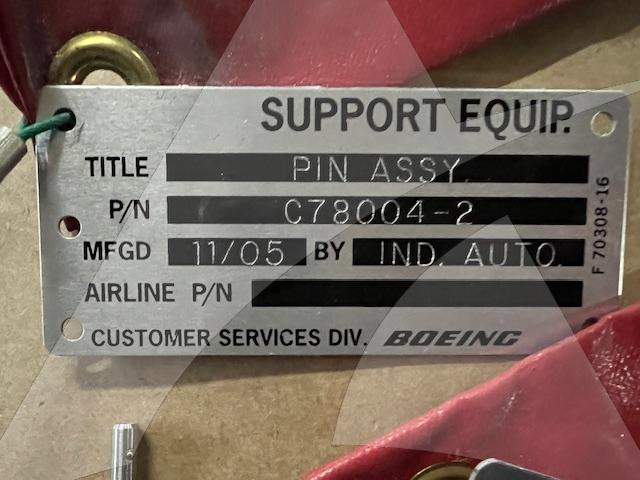 SUPPORT EQUIP.
TITLE PIN ASSY.
P/N C78004-2
MFGD 11/05 BY IND. AUTO.
AIRLINE P/N
CUSTOMER SERVICES DIV. BOEING
F 70308-16